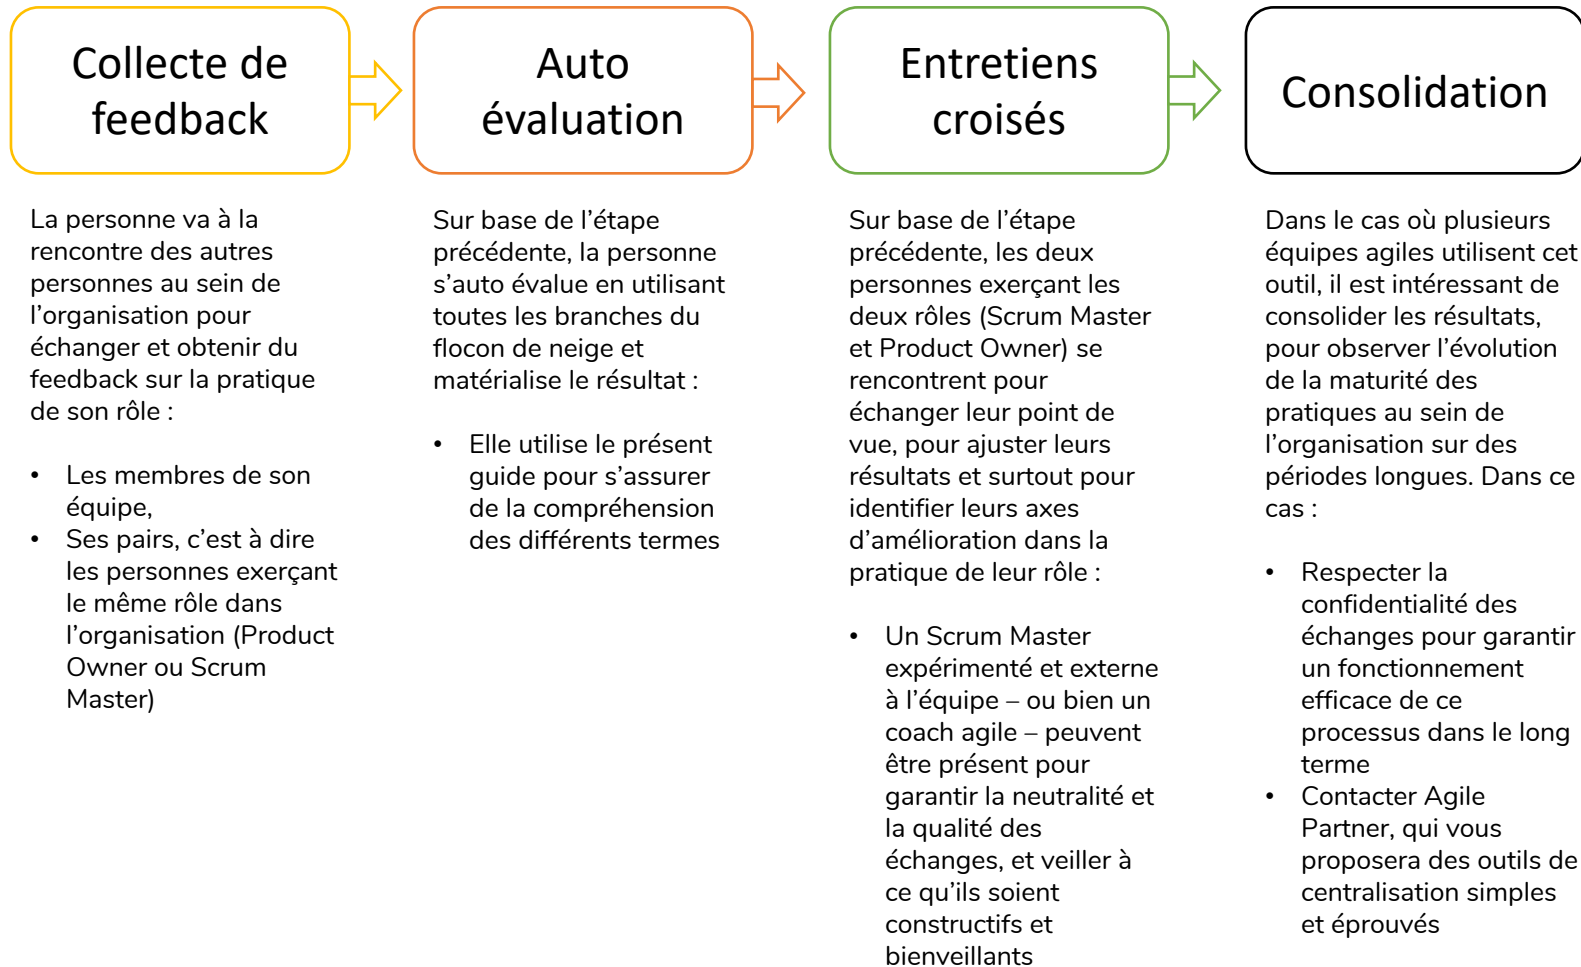 Collecte de
feedback
Auto
évaluation
Entretiens
croisés
Consolidation
La personne va à la
rencontre des autres
personnes au sein de
l’organisation pour
échanger et obtenir du
feedback sur la pratique
de son rôle :
• Les membres de son
équipe,
• Ses pairs, c’est à dire
les personnes exerçant
le même rôle dans
l’organisation (Product
Owner ou Scrum
Master)
Sur base de l’étape
précédente, la personne
s’auto évalue en utilisant
toutes les branches du
flocon de neige et
matérialise le résultat :
• Elle utilise le présent
guide pour s’assurer
de la compréhension
des différents termes
Sur base de l’étape
précédente, les deux
personnes exerçant les
deux rôles (Scrum Master
et Product Owner) se
rencontrent pour
échanger leur point de
vue, pour ajuster leurs
résultats et surtout pour
identifier leurs axes
d’amélioration dans la
pratique de leur rôle :
• Un Scrum Master
expérimenté et externe
à l’équipe – ou bien un
coach agile – peuvent
être présent pour
garantir la neutralité et
la qualité des
échanges, et veiller à
ce qu’ils soient
constructifs et
bienveillants
Dans le cas où plusieurs
équipes agiles utilisent cet
outil, il est intéressant de
consolider les résultats,
pour observer l’évolution
de la maturité des
pratiques au sein de
l’organisation sur des
périodes longues. Dans ce
cas :
• Respecter la
confidentialité des
échanges pour garantir
un fonctionnement
efficace de ce
processus dans le long
terme
• Contacter Agile
Partner, qui vous
proposera des outils de
centralisation simples
et éprouvés